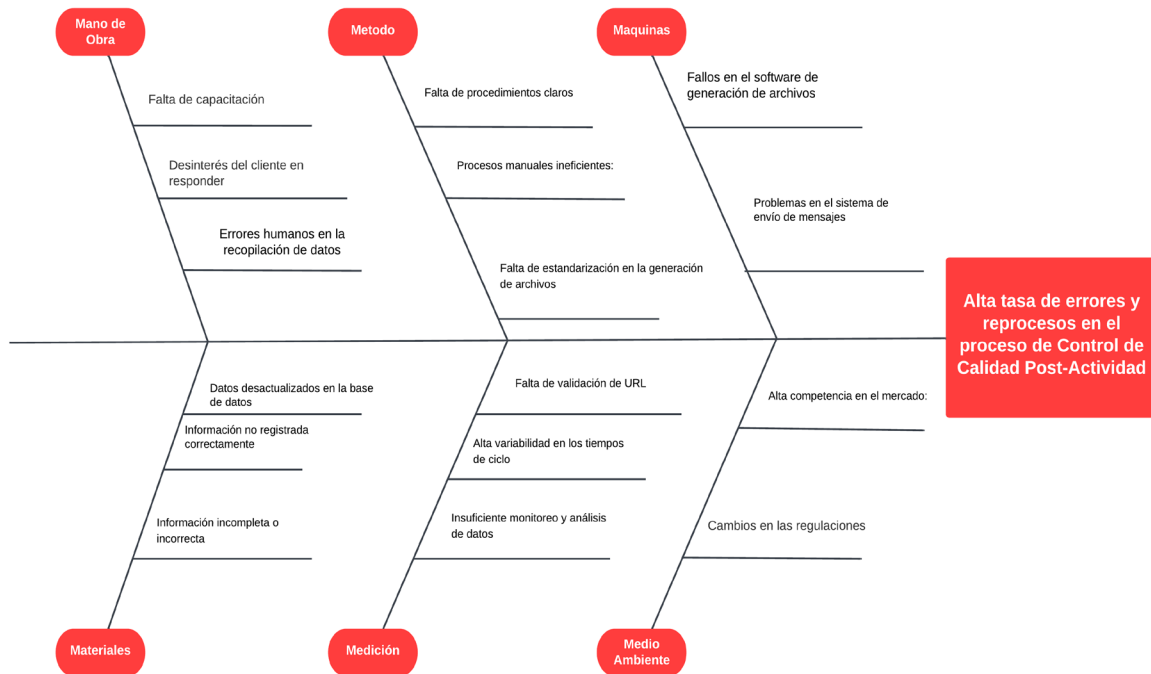 Mano de
Obra
Metodo
Maquinas
Falta de capacitación
Desinterés del cliente en
responder
Errores humanos en la
recopilación de datos
Falta de procedimientos claros
Procesos manuales ineficientes:
Falta de estandarización en la generación
de archivos
Fallos en el software de
generación de archivos
Problemas en el sistema de
envío de mensajes
Alta tasa de errores y
reprocesos en el
proceso de Control de
Calidad Post-Actividad
Datos desactualizados en la base
de datos
Información no registrada
correctamente
Información incompleta o
incorrecta
Falta de validación de URL
Alta variabilidad en los tiempos
de ciclo
Insuficiente monitoreo y análisis
de datos
Alta competencia en el mercado:
Cambios en las regulaciones
Materiales
Medición
Medio
Ambiente